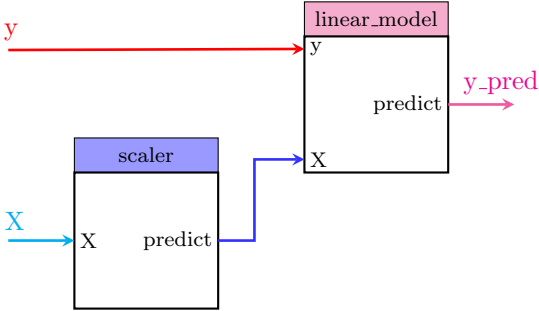 linear_model
y
y
y_pred
predict
scaler
X
X
X
predict